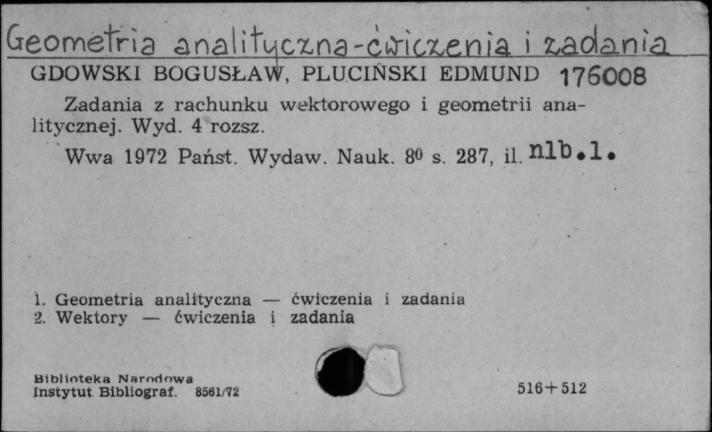 Geometria analityczna-ćwiczenia i zadania
GDOWSKI BOGUSŁAW, PLUCIŃSKI EDMUND 176008
Zadania z rachunku wektorowego i geometrii ana-
litycznej. Wyd. 4 rozsz.
Wwa 1972 Państ. Wydaw. Nauk. 8⁰ s. 287, il. nlb.1.
1. Geometria analityczna — ćwiczenia i zadania
2. Wektory — ćwiczenia i zadania
Biblioteka Narodowa
Instytut Bibliograf. 8561/72
516+512